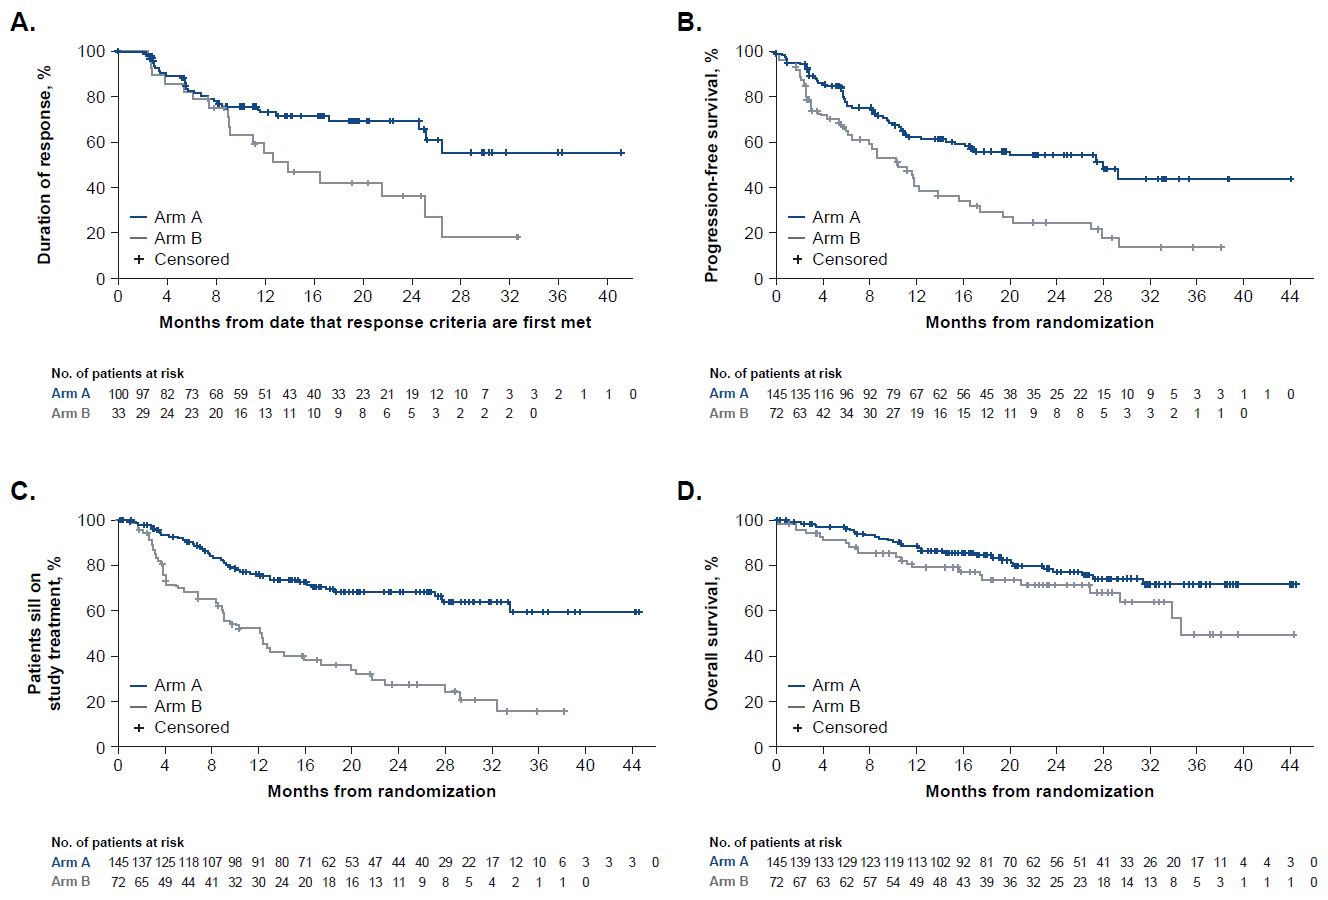 A.
Duration of response, %
100
80
60
40
20
0
Arm A
Arm B
Censored
0 4 8 12 16 20 24 28 32 36 40
Months from date that response criteria are first met
No. of patients at risk
Arm A 100 97 82 73 68 59 51 43 40 33 23 21 19 12 10 7 3 3 2 1 1 0
Arm B 33 29 24 23 20 16 13 11 10 9 8 6 5 3 2 2 2 0
B.
Progression-free survival, %
100
80
60
40
20
0
Arm A
Arm B
Censored
0 4 8 12 16 20 24 28 32 36 40 44
Months from randomization
No. of patients at risk
Arm A 145 135 116 96 92 79 67 62 56 45 38 35 25 22 15 10 9 5 3 3 1 1 0
Arm B 72 63 42 34 30 27 19 16 15 12 11 9 8 8 5 3 3 2 1 1 0
C.
Patients sill on
study treatment, %
100
80
60
40
20
0
Arm A
Arm B
Censored
0 4 8 12 16 20 24 28 32 36 40 44
Months from randomization
No. of patients at risk
Arm A 145 137 125 118 107 98 91 80 71 62 53 47 44 40 29 22 17 12 10 6 3 3 3 0
Arm B 72 65 49 44 41 32 30 24 20 18 16 13 11 9 8 5 4 2 1 1 0
D.
Overall survival, %
100
80
60
40
20
0
Arm A
Arm B
Censored
0 4 8 12 16 20 24 28 32 36 40 44
Months from randomization
No. of patients at risk
Arm A 145 139 133 129 123 119 113 102 92 81 70 62 56 51 41 33 26 20 17 11 4 4 3 0
Arm B 72 67 63 62 57 54 49 48 43 39 36 32 25 23 18 14 13 8 5 3 1 1 1 0